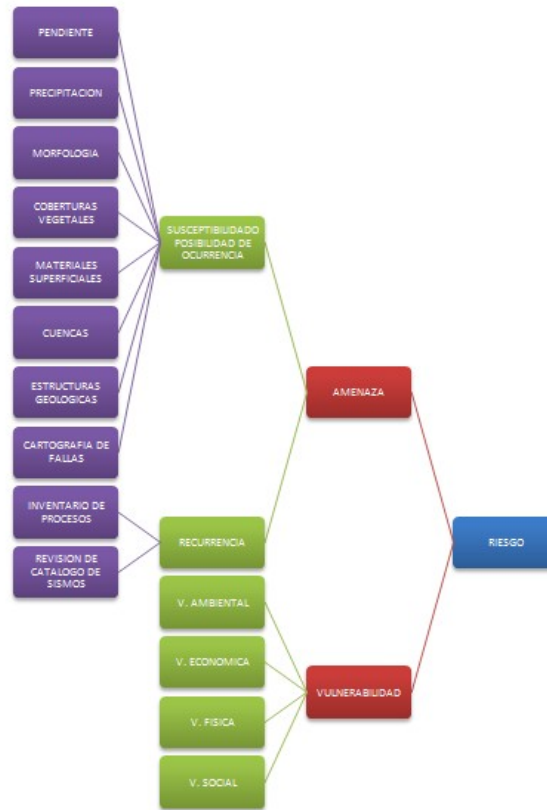 PENDIENTE
PRECIPITACION
MORFOLOGIA
COBERTURAS
VEGETALES
MATERIALES
SUPERFICIALES
CUENCAS
ESTRUCTURAS
GEOLOGICAS
CARTOGRAFIA DE
FALLAS
INVENTARIO DE
PROCESOS
REVISION DE
CATALOGO DE
SISMOS
SUSCEPTIBILIDADO
POSIBILIDAD DE
OCURRENCIA
RECURRENCIA
V. AMBIENTAL
V. ECONOMICA
V. FISICA
V. SOCIAL
AMENAZA
VULNERABILIDAD
RIESGO